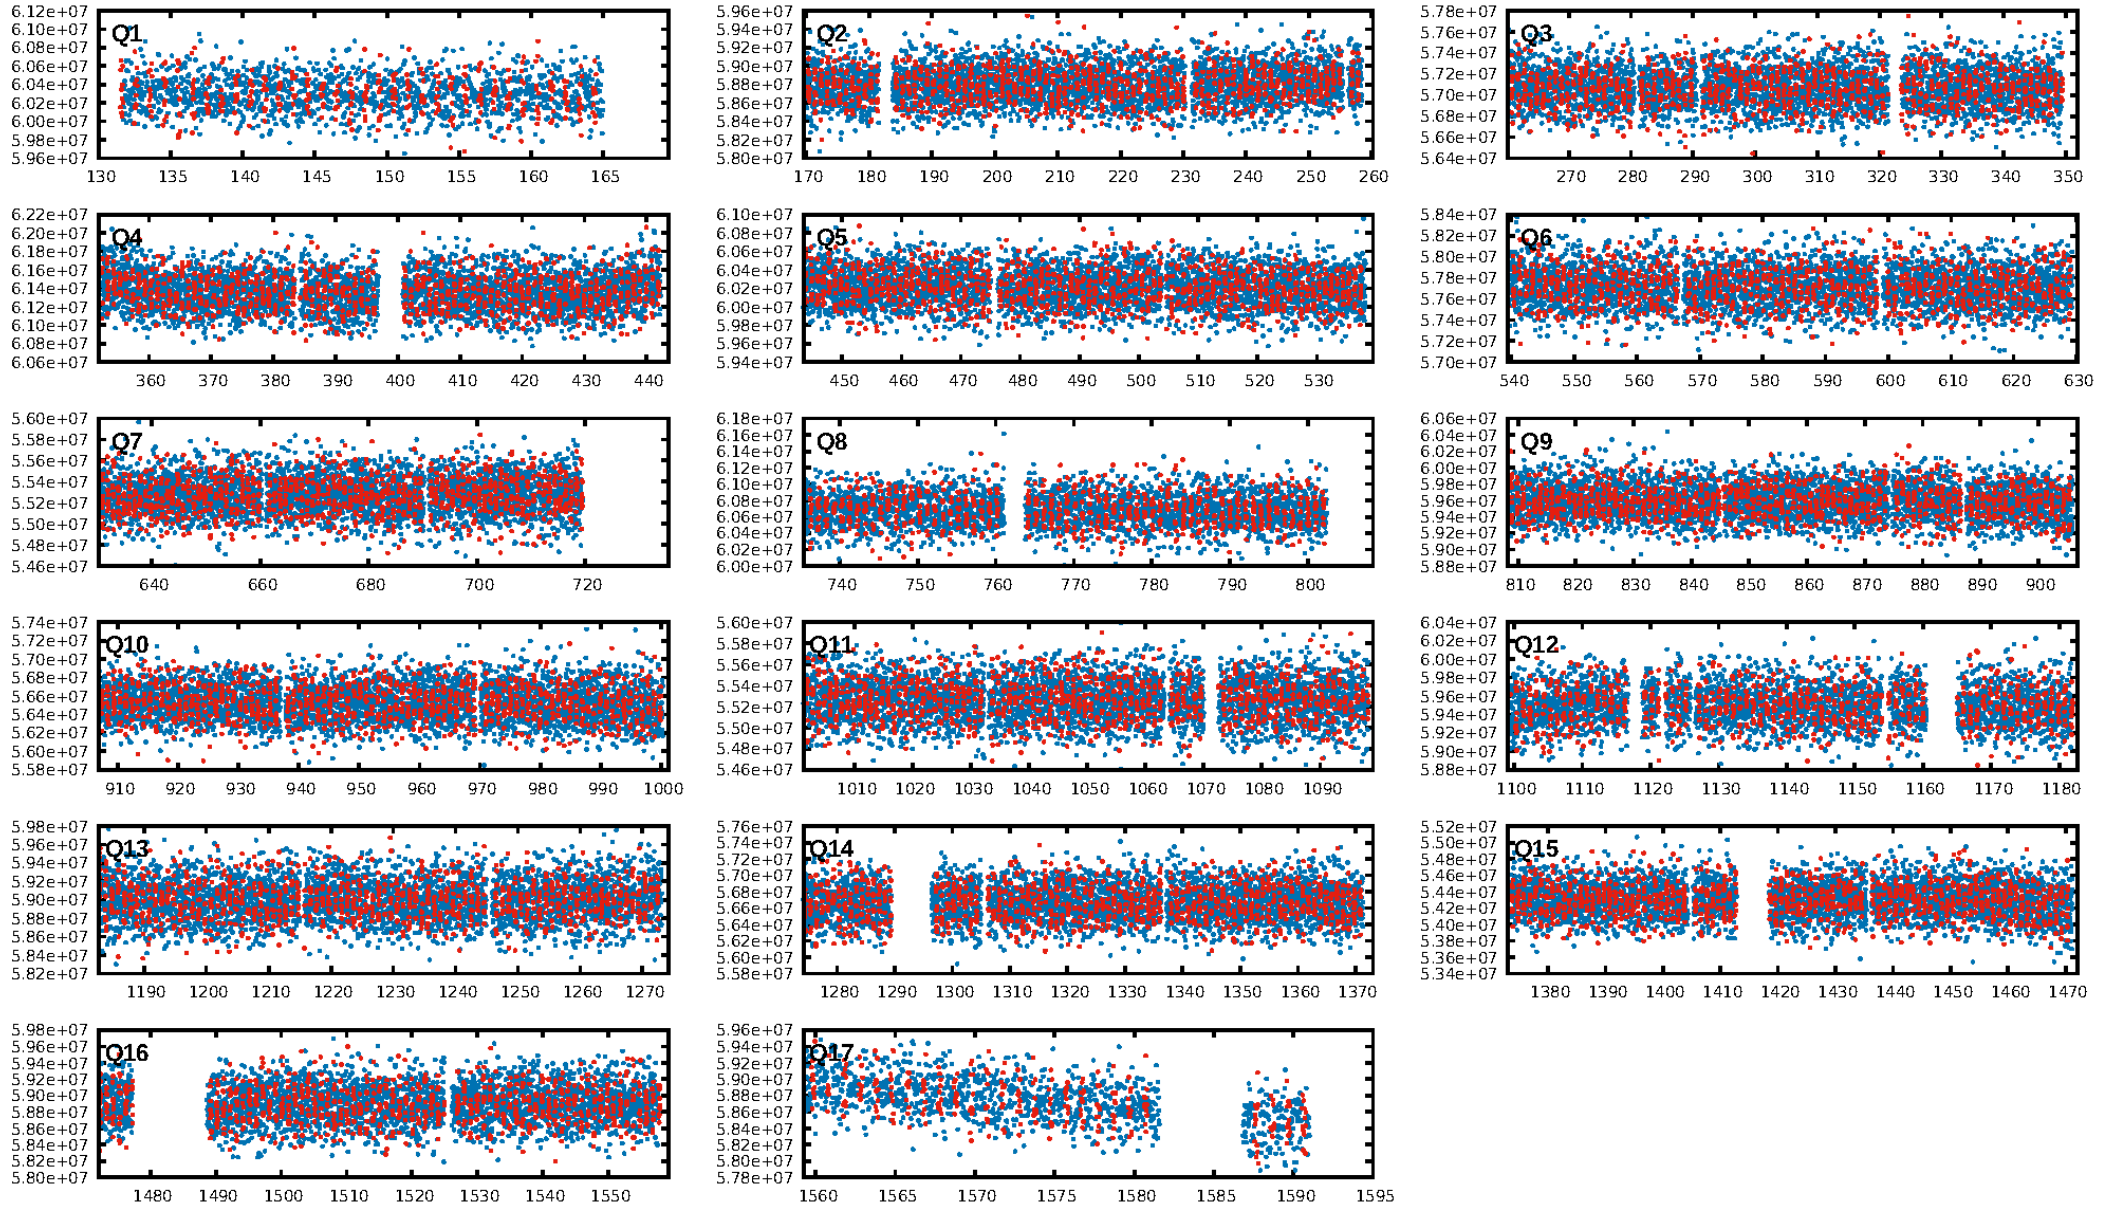 Q1
6.12e+07
6.10e+07
6.08e+07
6.06e+07
6.04e+07
6.02e+07
6.00e+07
5.98e+07
5.96e+07
130 135 140 145 150 155 160 165
Q2
5.96e+07
5.94e+07
5.92e+07
5.90e+07
5.88e+07
5.86e+07
5.84e+07
5.82e+07
5.80e+07
170 180 190 200 210 220 230 240 250 260
Q3
5.78e+07
5.76e+07
5.74e+07
5.72e+07
5.70e+07
5.68e+07
5.66e+07
5.64e+07
270 280 290 300 310 320 330 340 350
Q4
6.22e+07
6.20e+07
6.18e+07
6.16e+07
6.14e+07
6.12e+07
6.10e+07
6.08e+07
6.06e+07
360 370 380 390 400 410 420 430 440
Q5
6.10e+07
6.08e+07
6.06e+07
6.04e+07
6.02e+07
6.00e+07
5.98e+07
5.96e+07
5.94e+07
450 460 470 480 490 500 510 520 530
Q6
5.84e+07
5.82e+07
5.80e+07
5.78e+07
5.76e+07
5.74e+07
5.72e+07
5.70e+07
540 550 560 570 580 590 600 610 620 630
Q7
5.60e+07
5.58e+07
5.56e+07
5.54e+07
5.52e+07
5.50e+07
5.48e+07
5.46e+07
640 660 680 700 720
Q8
6.18e+07
6.16e+07
6.14e+07
6.12e+07
6.10e+07
6.08e+07
6.06e+07
6.04e+07
6.02e+07
6.00e+07
740 750 760 770 780 790 800
Q9
6.06e+07
6.04e+07
6.02e+07
6.00e+07
5.98e+07
5.96e+07
5.94e+07
5.92e+07
5.90e+07
5.88e+07
810 820 830 840 850 860 870 880 890 900
Q10
5.74e+07
5.72e+07
5.70e+07
5.68e+07
5.66e+07
5.64e+07
5.62e+07
5.60e+07
5.58e+07
910 920 930 940 950 960 970 980 990 1000
Q11
5.60e+07
5.58e+07
5.56e+07
5.54e+07
5.52e+07
5.50e+07
5.48e+07
5.46e+07
1010 1020 1030 1040 1050 1060 1070 1080 1090
Q12
6.04e+07
6.02e+07
6.00e+07
5.98e+07
5.96e+07
5.94e+07
5.92e+07
5.90e+07
5.88e+07
1100 1110 1120 1130 1140 1150 1160 1170 1180
Q13
5.98e+07
5.96e+07
5.94e+07
5.92e+07
5.90e+07
5.88e+07
5.86e+07
5.84e+07
5.82e+07
1190 1200 1210 1220 1230 1240 1250 1260 1270
Q14
5.76e+07
5.74e+07
5.72e+07
5.70e+07
5.68e+07
5.66e+07
5.64e+07
5.62e+07
5.60e+07
5.58e+07
1280 1290 1300 1310 1320 1330 1340 1350 1360 1370
Q15
5.52e+07
5.50e+07
5.48e+07
5.46e+07
5.44e+07
5.42e+07
5.40e+07
5.38e+07
5.36e+07
5.34e+07
1380 1390 1400 1410 1420 1430 1440 1450 1460 1470
Q16
5.98e+07
5.96e+07
5.94e+07
5.92e+07
5.90e+07
5.88e+07
5.86e+07
5.84e+07
5.82e+07
5.80e+07
1480 1490 1500 1510 1520 1530 1540 1550
Q17
5.96e+07
5.94e+07
5.92e+07
5.90e+07
5.88e+07
5.86e+07
5.84e+07
5.82e+07
5.80e+07
5.78e+07
1560 1565 1570 1575 1580 1585 1590 1595